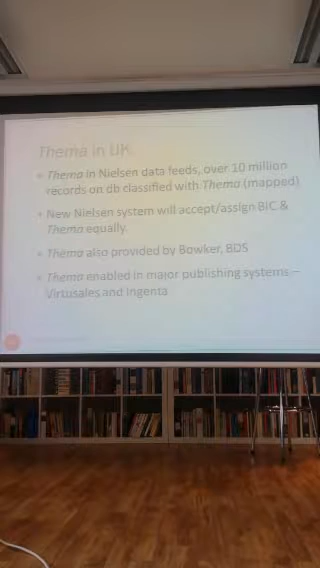 Thema in UK
• Thema in Nielsen data feeds, over 10 million
records on db classified with Thema (mapped)
• New Nielsen system will accept/assign BIC &
Thema equally.
• Thema also provided by Bowker, BDS
• Thema enabled in major publishing systems –
Virtusales and Ingenta